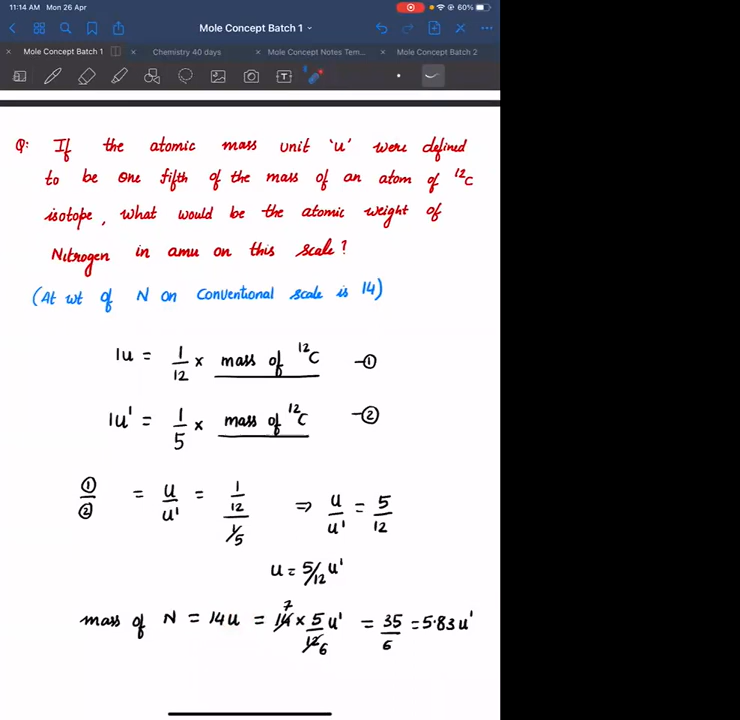 11:14 AM Mon 26 Apr
60%
Mole Concept Batch 1
Mole Concept Batch 1 × Chemistry 40 days × Mole Concept Notes Tem... × Mole Concept Batch 2
Q: If the atomic mass unit 'u' were defined
to be one fifth of the mass of an atom of ¹²C
isotope, what would be the atomic weight of
Nitrogen in amu on this scale?
(At wt of N on Conventional scale is 14)
1u = 1/12 × mass of ¹²C —①
1u' = 1/5 × mass of ¹²C —②
①/② = u/u' = (1/12)/(1/5) ⇒ u/u' = 5/12
u = 5/12 u'
mass of N = 14u = 14 7 × 5/12 6 u' = 35/6 = 5.83 u'